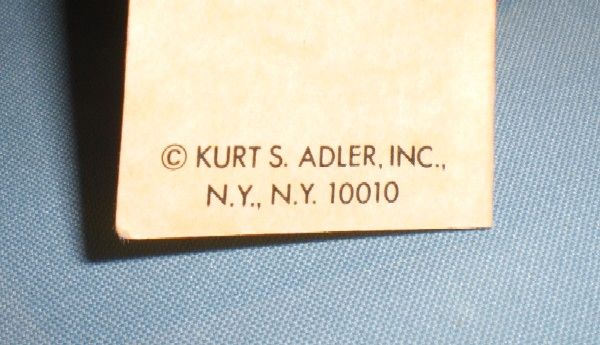 © KURT S. ADLER, INC.,
N.Y., N.Y. 10010